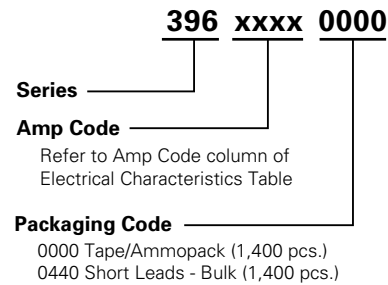 396 xxxx 0000
Series
Amp Code
Refer to Amp Code column of
Electrical Characteristics Table
Packaging Code
0000 Tape/Ammopack (1,400 pcs.)
0440 Short Leads - Bulk (1,400 pcs.)